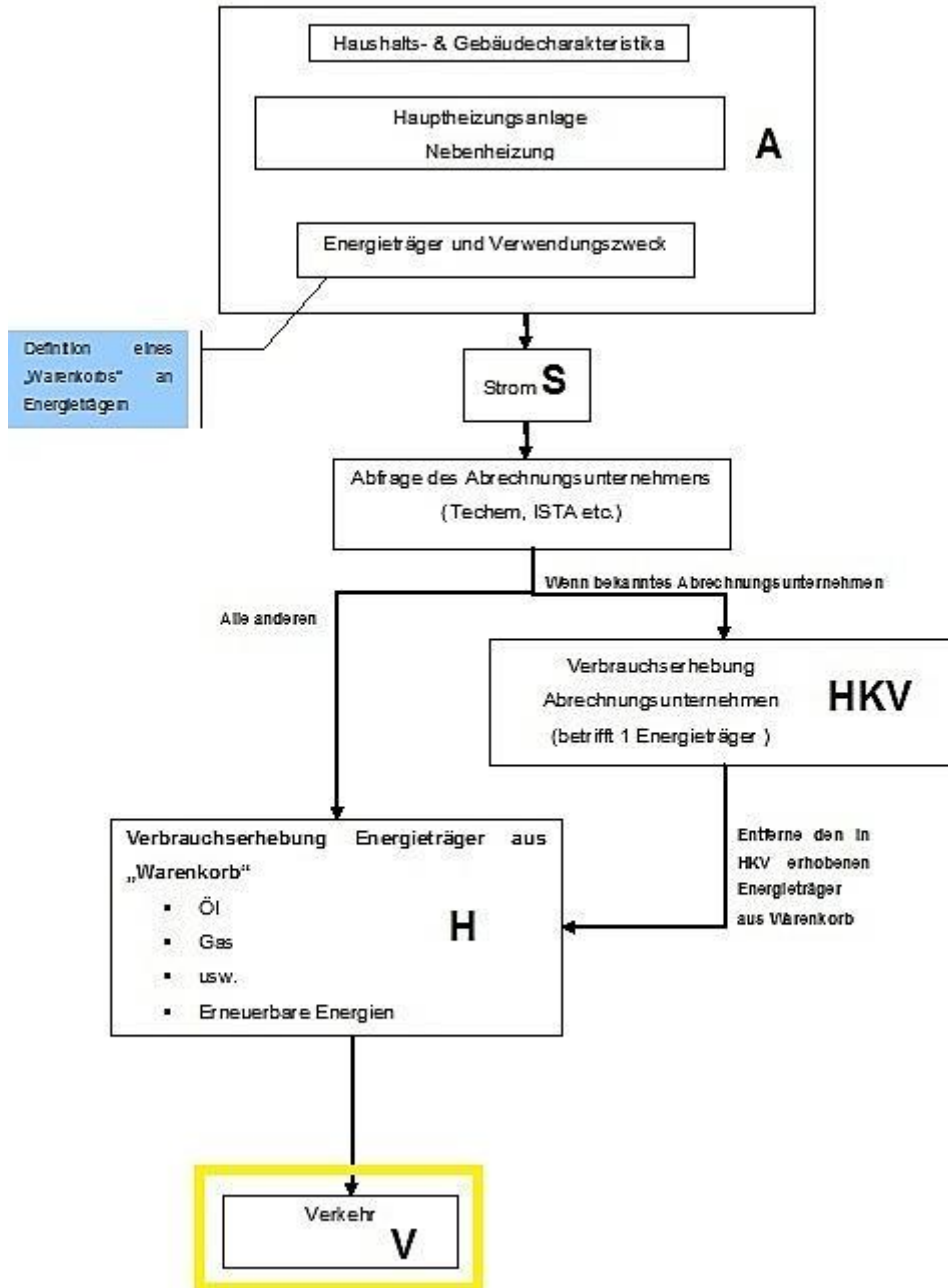 Haushalts- & Gebäudecharakteristika
Hauptheizungsanlage
Nebenheizung
A
Energieträger und Verwendungszweck
Definition eines
„Warenkorbs“ an
Energieträgern
Strom S
Abfrage des Abrechnungsunternehmens
(Techem, ISTA etc.)
Wenn bekanntes Abrechnungsunternehmen
Alle anderen
Verbrauchserhebung
Abrechnungsunternehmen
(betrifft 1 Energieträger )
HKV
Verbrauchserhebung Energieträger aus
„Warenkorb“
▪ Öl
▪ Gas
▪ usw.
▪ Erneuerbare Energien
H
Entferne den in
HKV erhobenen
Energieträger
aus Warenkorb
Verkehr
V